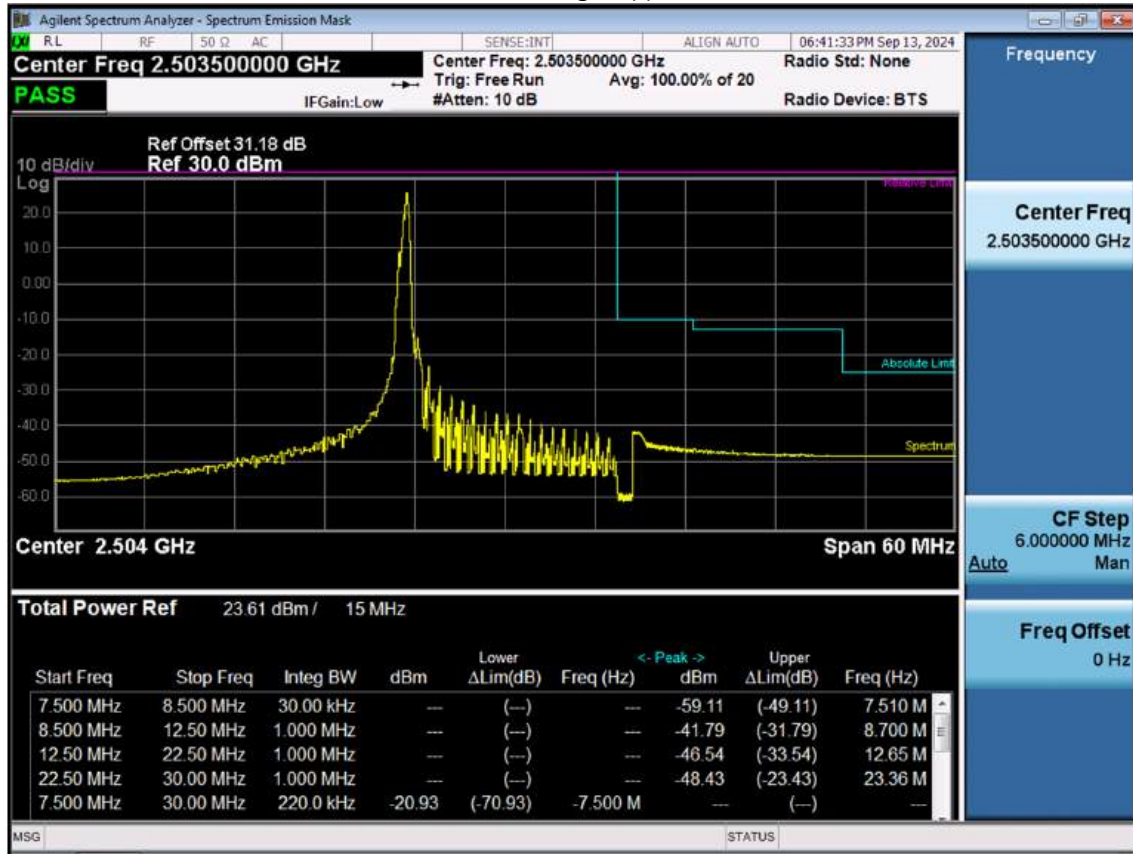 Agilent Spectrum Analyzer - Spectrum Emission Mask
RL RF 50 Ω AC SENSE:INT ALIGN AUTO 06:41:33 PM Sep 13, 2024
Center Freq 2.503500000 GHz Center Freq: 2.503500000 GHz Radio Std: None
Trig: Free Run Avg: 100.00% of 20
PASS IFGain:Low #Atten: 10 dB Radio Device: BTS
Ref Offset 31.18 dB
10 dB/div Ref 30.0 dBm
Log
Relative Limit
20.0
10.0
0.00
-10.0
-20.0
Absolute Limit
-30.0
-40.0
Spectrum
-50.0
-60.0
Center 2.504 GHz Span 60 MHz
Total Power Ref 23.61 dBm / 15 MHz
Lower <- Peak -> Upper
Start Freq Stop Freq Integ BW dBm ΔLim(dB) Freq (Hz) dBm ΔLim(dB) Freq (Hz)
7.500 MHz 8.500 MHz 30.00 kHz --- (---) --- -59.11 (-49.11) 7.510 M
8.500 MHz 12.50 MHz 1.000 MHz --- (---) --- -41.79 (-31.79) 8.700 M
12.50 MHz 22.50 MHz 1.000 MHz --- (---) --- -46.54 (-33.54) 12.65 M
22.50 MHz 30.00 MHz 1.000 MHz --- (---) --- -48.43 (-23.43) 23.36 M
7.500 MHz 30.00 MHz 220.0 kHz -20.93 (-70.93) -7.500 M --- (---) ---
MSG STATUS
Frequency
Center Freq
2.503500000 GHz
CF Step
6.000000 MHz
Auto Man
Freq Offset
0 Hz